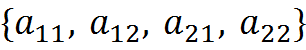 {a₁₁, a₁₂, a₂₁, a₂₂}